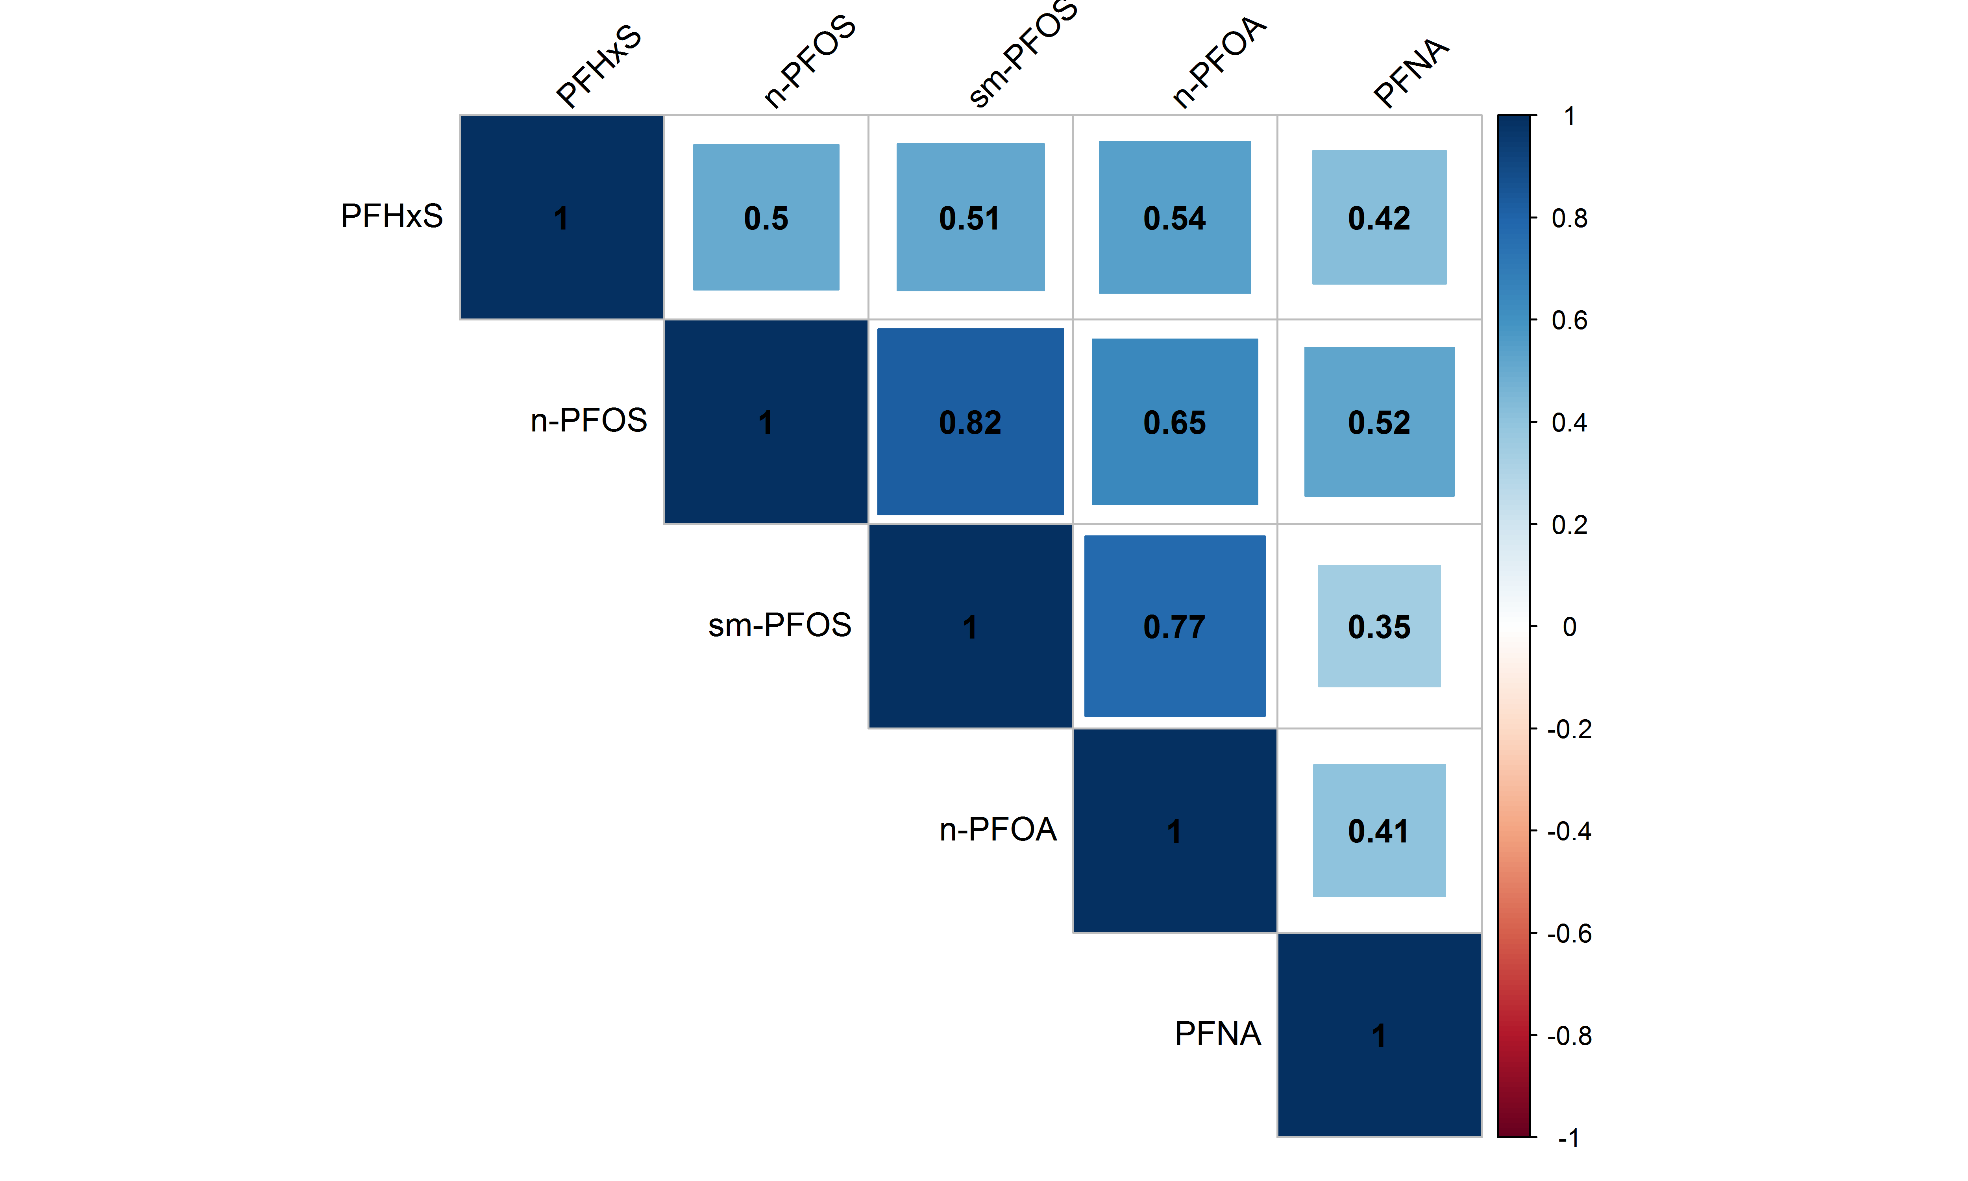 PFHxS n-PFOS sm-PFOS n-PFOA PFNA
PFHxS 1 0.5 0.51 0.54 0.42
n-PFOS 1 0.82 0.65 0.52
sm-PFOS 1 0.77 0.35
n-PFOA 1 0.41
PFNA 1
1
0.8
0.6
0.4
0.2
0
-0.2
-0.4
-0.6
-0.8
-1